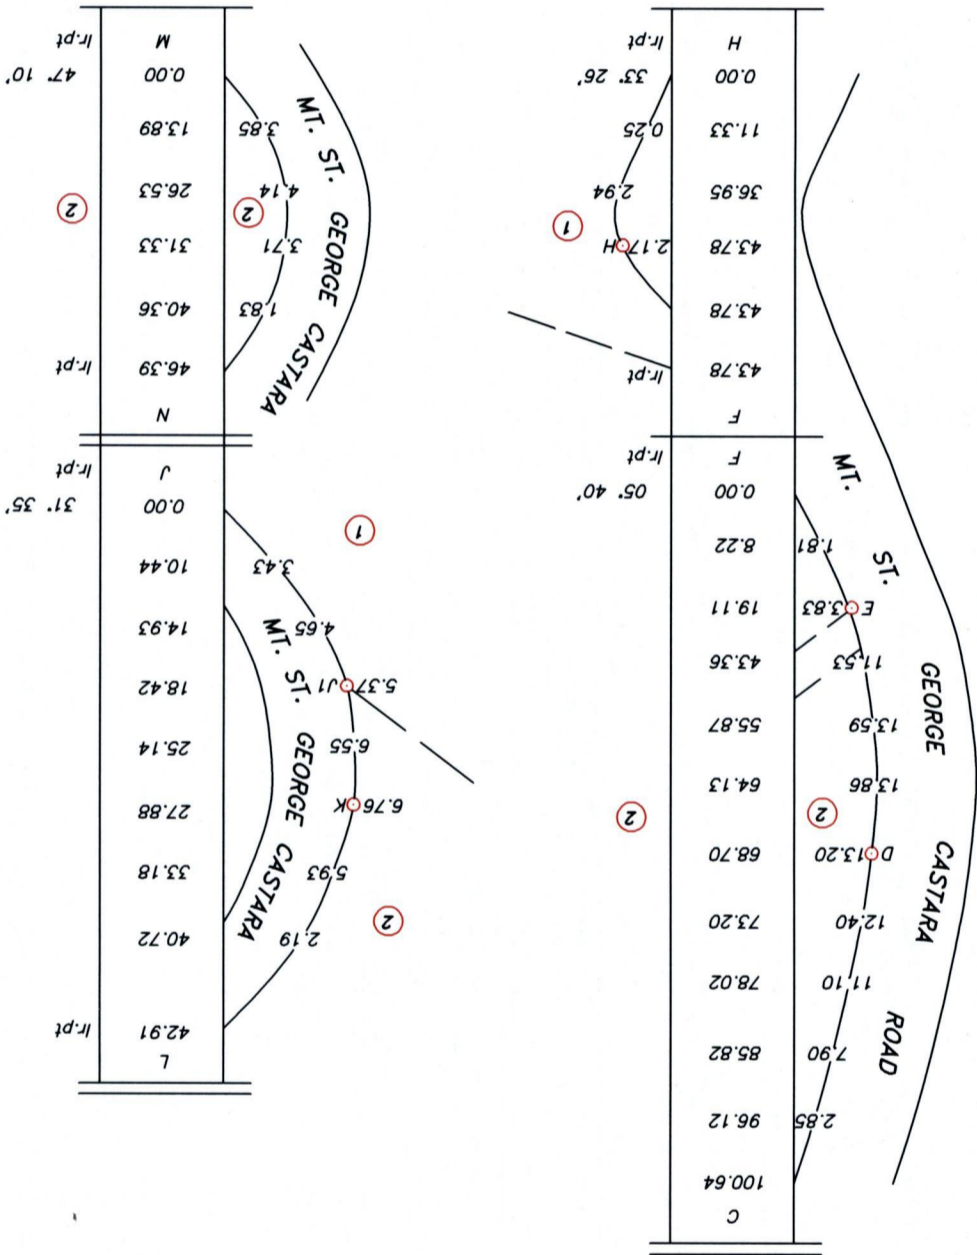 C
100.64
2.85 96.12
7.90 85.82
11.10 78.02
12.40 73.20
D 13.20 68.70
2 2
13.86 64.13
13.59 55.87
11.53 43.36
E 3.83 19.11
1.81 8.22
0.00 05° 40'
F Ir.pt
F
43.78 Ir.pt
43.78
43.78 2.17 H
1
36.95 2.94
11.33 0.25
0.00 33° 26'
H Ir.pt
MT. ST. GEORGE CASTARA ROAD
L
42.91 Ir.pt
2
2.19 40.72
5.93 33.18
6.76 K 27.88
6.55 25.14
5.37 J1 18.42
4.65 14.93
3.43 10.44
1
0.00 31° 35'
J Ir.pt
MT. ST. GEORGE CASTARA
N
46.39 Ir.pt
1.83 40.36
3.71 31.33
2 2
4.14 26.53
3.85 13.89
0.00 47° 10'
M Ir.pt
MT. ST. GEORGE CASTARA